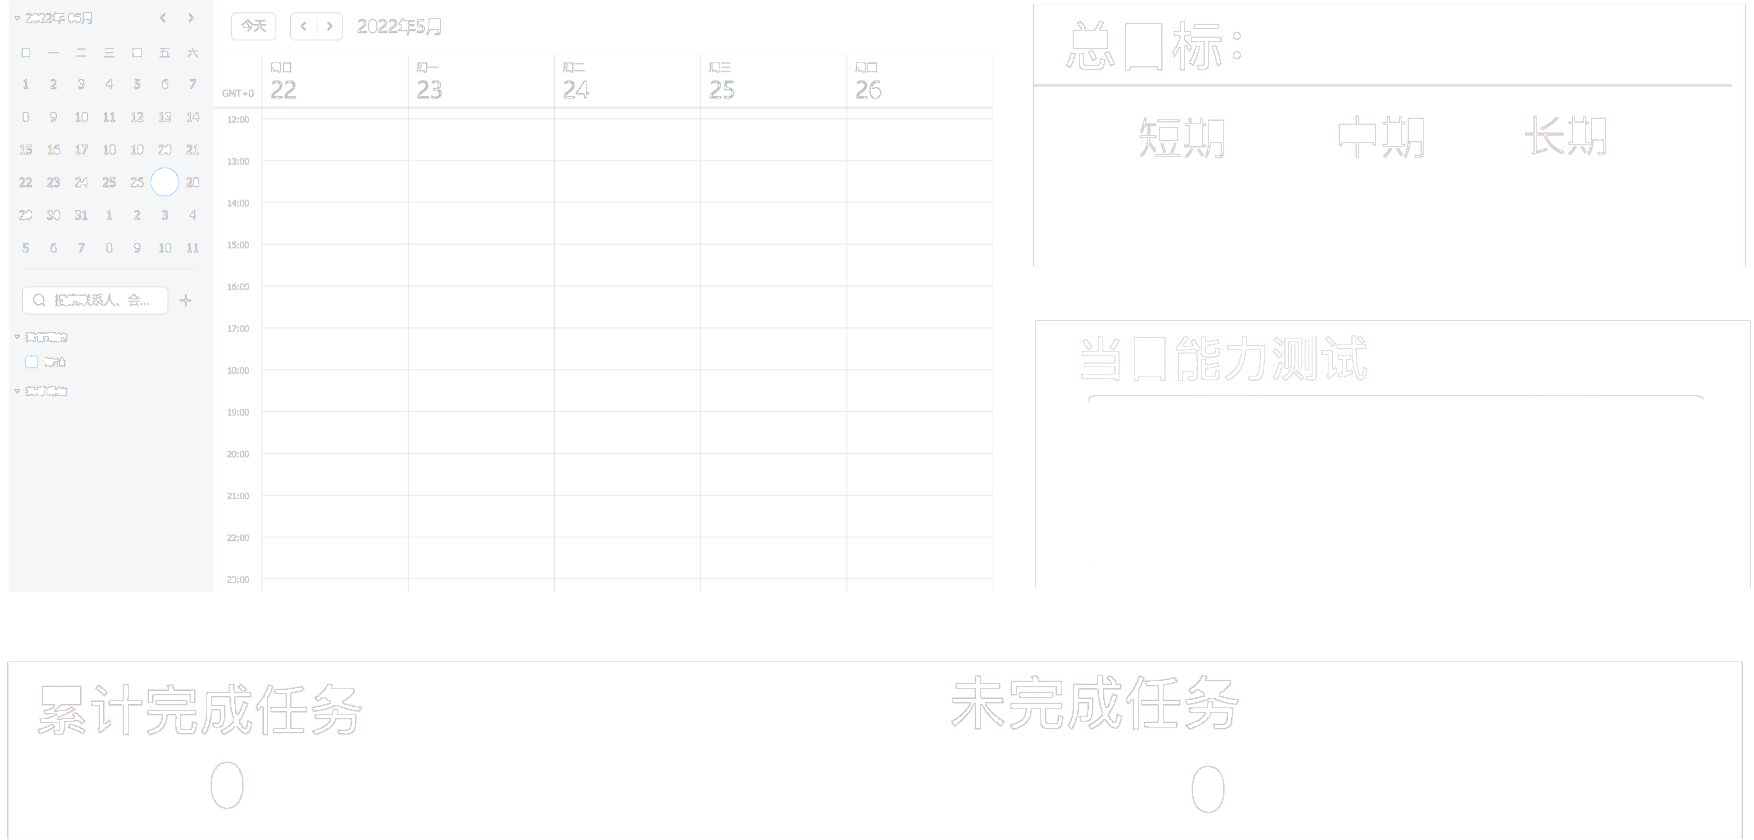 2022年 05月
日 一 二 三 四 五 六
1 2 3 4 5 6 7
8 9 10 11 12 13 14
15 16 17 18 19 20 21
22 23 24 25 26 28
29 30 31 1 2 3 4
5 6 7 8 9 10 11
搜索联系人、会...
今天
2022年5月
周日 周一 周二 周三 周四
GMT+8 22 23 24 25 26
12:00
13:00
14:00
15:00
16:00
17:00
18:00
19:00
20:00
21:00
22:00
23:00
总目标：
短期 中期 长期
当日能力测试
累计完成任务
0
未完成任务
0